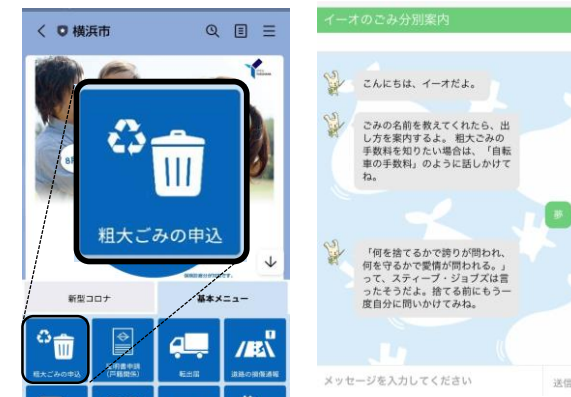 横浜市
粗大ごみの申込
新型コロナ
基本メニュー
粗大ごみの申込
証明書申請
(戸籍関係)
転出届
道路の損傷通報
イーオのごみ分別案内
こんにちは、イーオだよ。
ごみの名前を教えてくれたら、出
し方を案内するよ。 粗大ごみの
手数料を知りたい場合は、「自転
車の手数料」のように話しかけて
ね。
夢
「何を捨てるかで誇りが問われ、
何を守るかで愛情が問われる。」
って、スティーブ・ジョブズは言
ったそうだよ。捨てる前にもう一
度自分に問いかけてみね。
メッセージを入力してください
送信